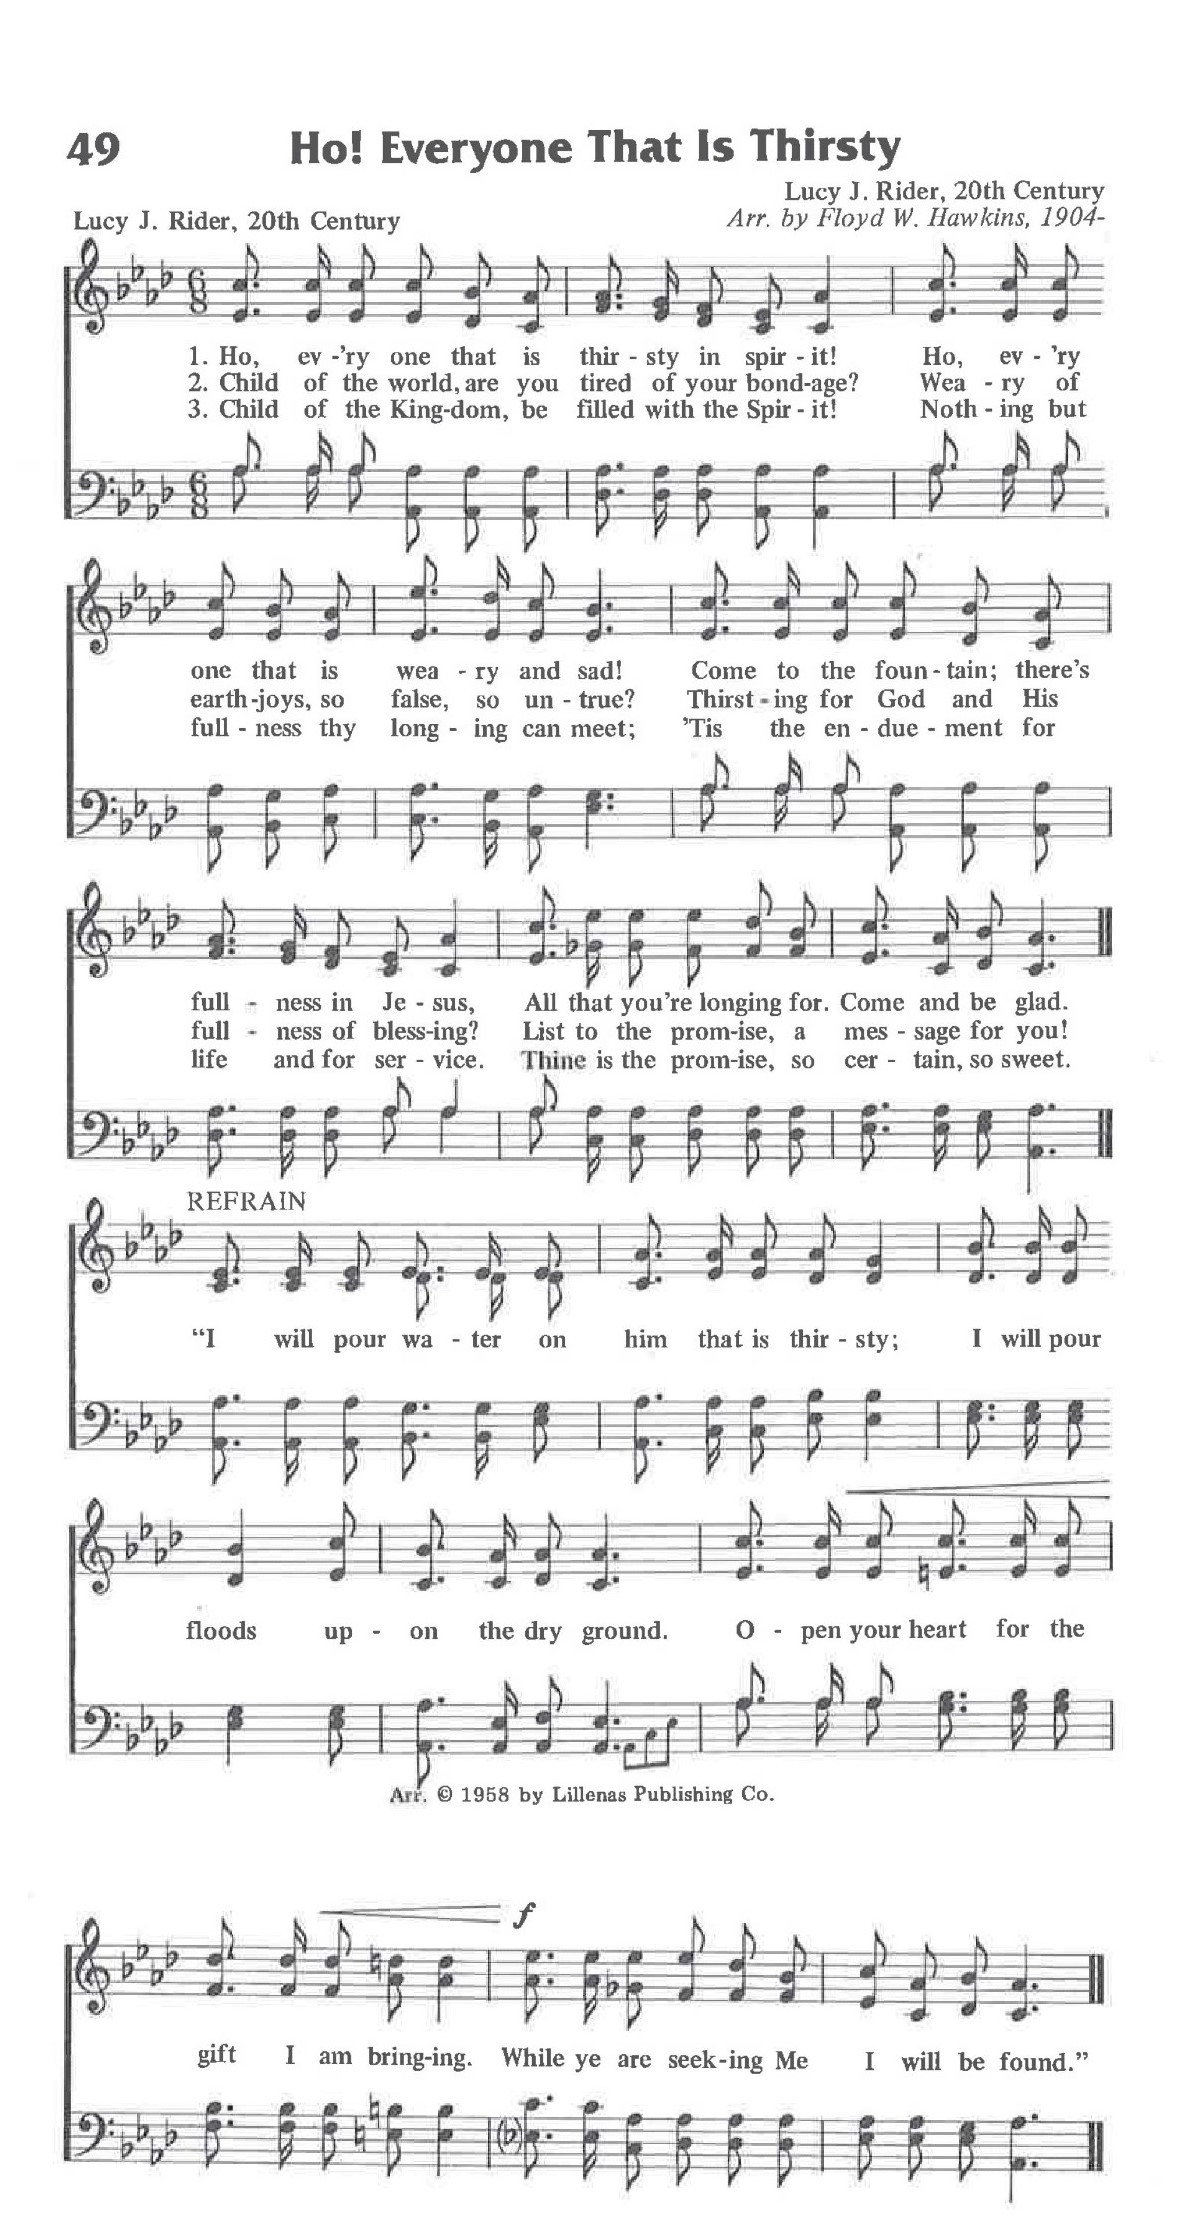 49 Ho! Everyone That Is Thirsty
Lucy J. Rider, 20th Century
Lucy J. Rider, 20th Century
Arr. by Floyd W. Hawkins, 1904-
1. Ho, ev -'ry one that is thir - sty in spir - it! Ho, ev - 'ry
2. Child of the world, are you tired of your bond-age? Wea - ry of
3. Child of the King-dom, be filled with the Spir - it! Noth - ing but
one that is wea - ry and sad! Come to the foun - tain; there's
earth-joys, so false, so un - true? Thirst - ing for God and His
full - ness thy long - ing can meet; 'Tis the en - due - ment for
full - ness in Je - sus, All that you're longing for. Come and be glad.
full - ness of bless-ing? List to the prom-ise, a mes - sage for you!
life and for ser - vice. Thine is the prom-ise, so cer - tain, so sweet.
REFRAIN
"I will pour wa - ter on him that is thir - sty; I will pour
floods up - on the dry ground. O - pen your heart for the
Arr. © 1958 by Lillenas Publishing Co.
f
gift I am bring-ing. While ye are seek-ing Me I will be found."